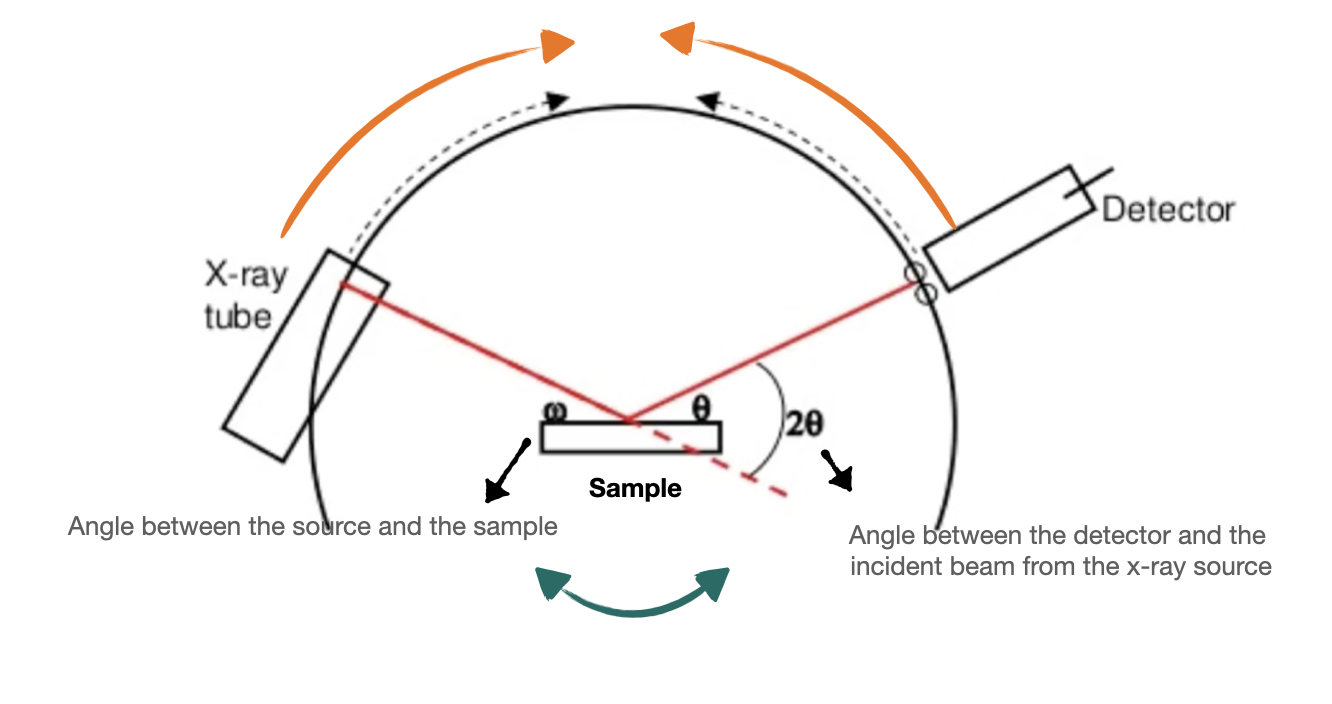 Detector
X-ray
tube
ω
θ
2θ
Sample
Angle between the source and the sample
Angle between the detector and the
incident beam from the x-ray source